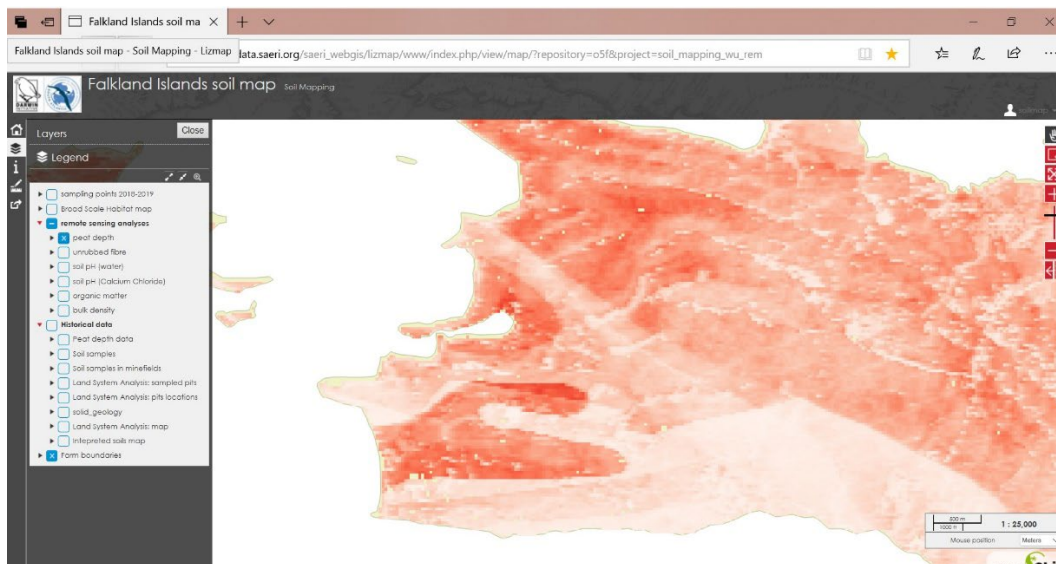 Falkland Islands soil ma
Falkland Islands soil map - Soil Mapping - Lizmap
data.saeri.org/saeri_webgis/lizmap/www/index.php/view/map/?repository=o5f&project=soil_mapping_wu_rem
DARWIN
Falkland Islands soil map Soil Mapping
Layers
Close
Legend
sampling points 2018-2019
Broad Scale Habitat map
remote sensing analyses
peat depth
unrubbed fibre
soil pH (water)
soil pH (Calcium Chloride)
organic matter
bulk density
Historical data
Peat depth data
Soil samples
Soil samples in minefields
Land System Analysis: sampled pits
Land System Analysis: pits locations
solid_geology
Land System Analysis: map
Intepreted soils map
Farm boundaries
500 m
1000 ft
1 : 25,000
Mouse position
Meters